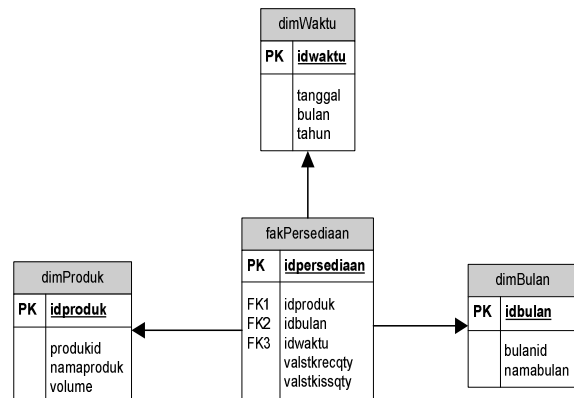 dimWaktu
PK idwaktu
tanggal
bulan
tahun
fakPersediaan
PK idpersediaan
FK1 idproduk
FK2 idbulan
FK3 idwaktu
valstkrecqty
valstkissqty
dimProduk
PK idproduk
produkid
namaproduk
volume
dimBulan
PK idbulan
bulanid
namabulan